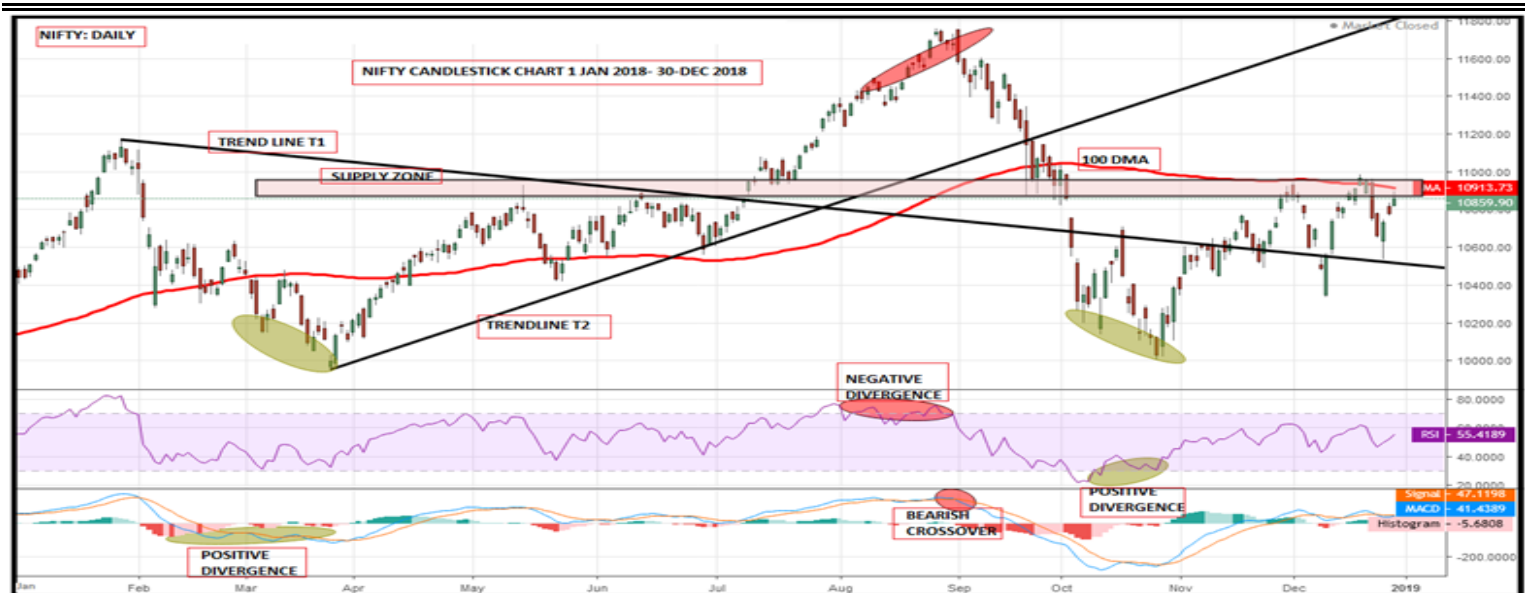 NIFTY: DAILY
Market Closed
NIFTY CANDLESTICK CHART 1 JAN 2018- 30-DEC 2018
TREND LINE T1
SUPPLY ZONE
100 DMA
TRENDLINE T2
11800.00
11600.00
11400.00
11200.00
11000.00
MA 10913.73
10859.90
10800.00
10600.00
10400.00
10200.00
10000.00
NEGATIVE
DIVERGENCE
80.0000
60.0000
RSI 55.4189
40.0000
20.0000
POSITIVE
DIVERGENCE
BEARISH
CROSSOVER
POSITIVE
DIVERGENCE
Signal 47.1198
MACD 41.4389
Histogram -5.6808
-200.0000
Jan Feb Mar Apr May Jun Jul Aug Sep Oct Nov Dec 2019